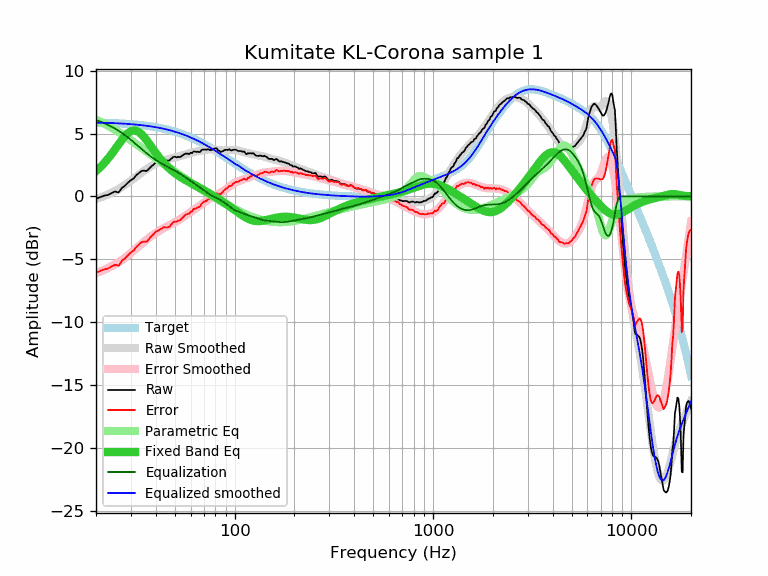 Kumitate KL-Corona sample 1
10
5
0
−5
−10
−15
−20
−25
Amplitude (dBr)
Target
Raw Smoothed
Error Smoothed
Raw
Error
Parametric Eq
Fixed Band Eq
Equalization
Equalized smoothed
100
1000
10000
Frequency (Hz)